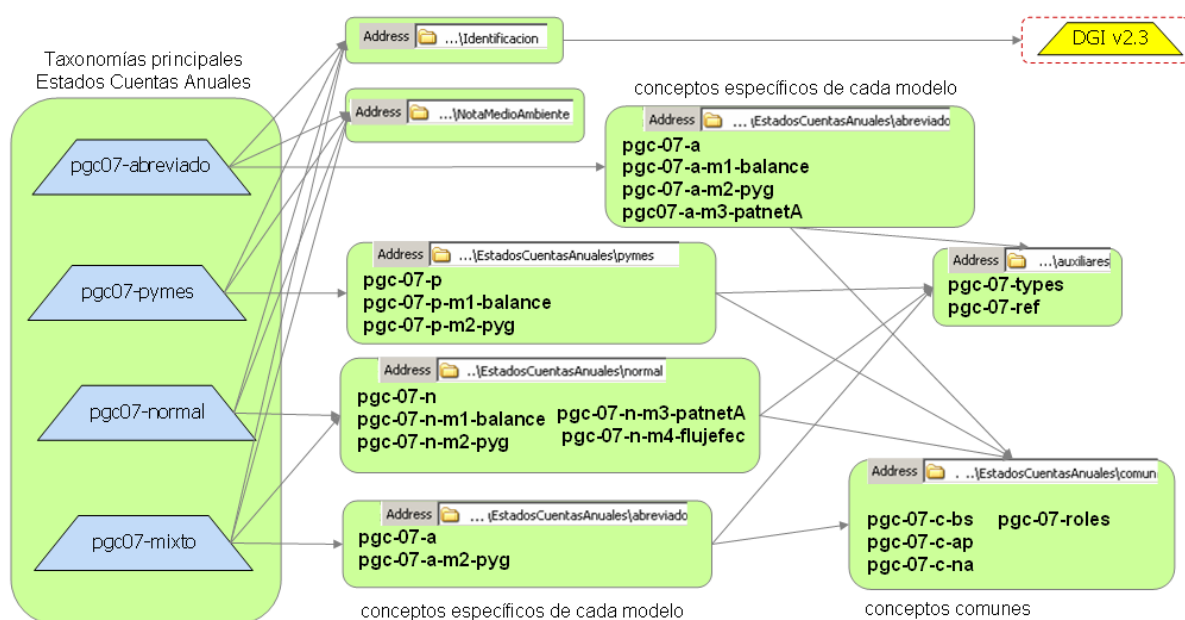 Taxonomías principales
Estados Cuentas Anuales
pgc07-abreviado
pgc07-pymes
pgc07-normal
pgc07-mixto
Address ...\Identificacion
DGI v2.3
Address ...\NotaMedioAmbiente
conceptos específicos de cada modelo
Address ... \EstadosCuentasAnuales\abreviado
pgc-07-a
pgc-07-a-m1-balance
pgc-07-a-m2-pyg
pgc07-a-m3-patnetA
Address ...\EstadosCuentasAnuales\pymes
pgc-07-p
pgc-07-p-m1-balance
pgc-07-p-m2-pyg
Address ...\auxiliares
pgc-07-types
pgc-07-ref
Address ..\EstadosCuentasAnuales\normal
pgc-07-n
pgc-07-n-m1-balance
pgc-07-n-m2-pyg
pgc-07-n-m3-patnetA
pgc-07-n-m4-flujefec
Address ... \EstadosCuentasAnuales\abreviado
pgc-07-a
pgc-07-a-m2-pyg
conceptos específicos de cada modelo
Address . ..\EstadosCuentasAnuales\comun
pgc-07-c-bs pgc-07-roles
pgc-07-c-ap
pgc-07-c-na
conceptos comunes